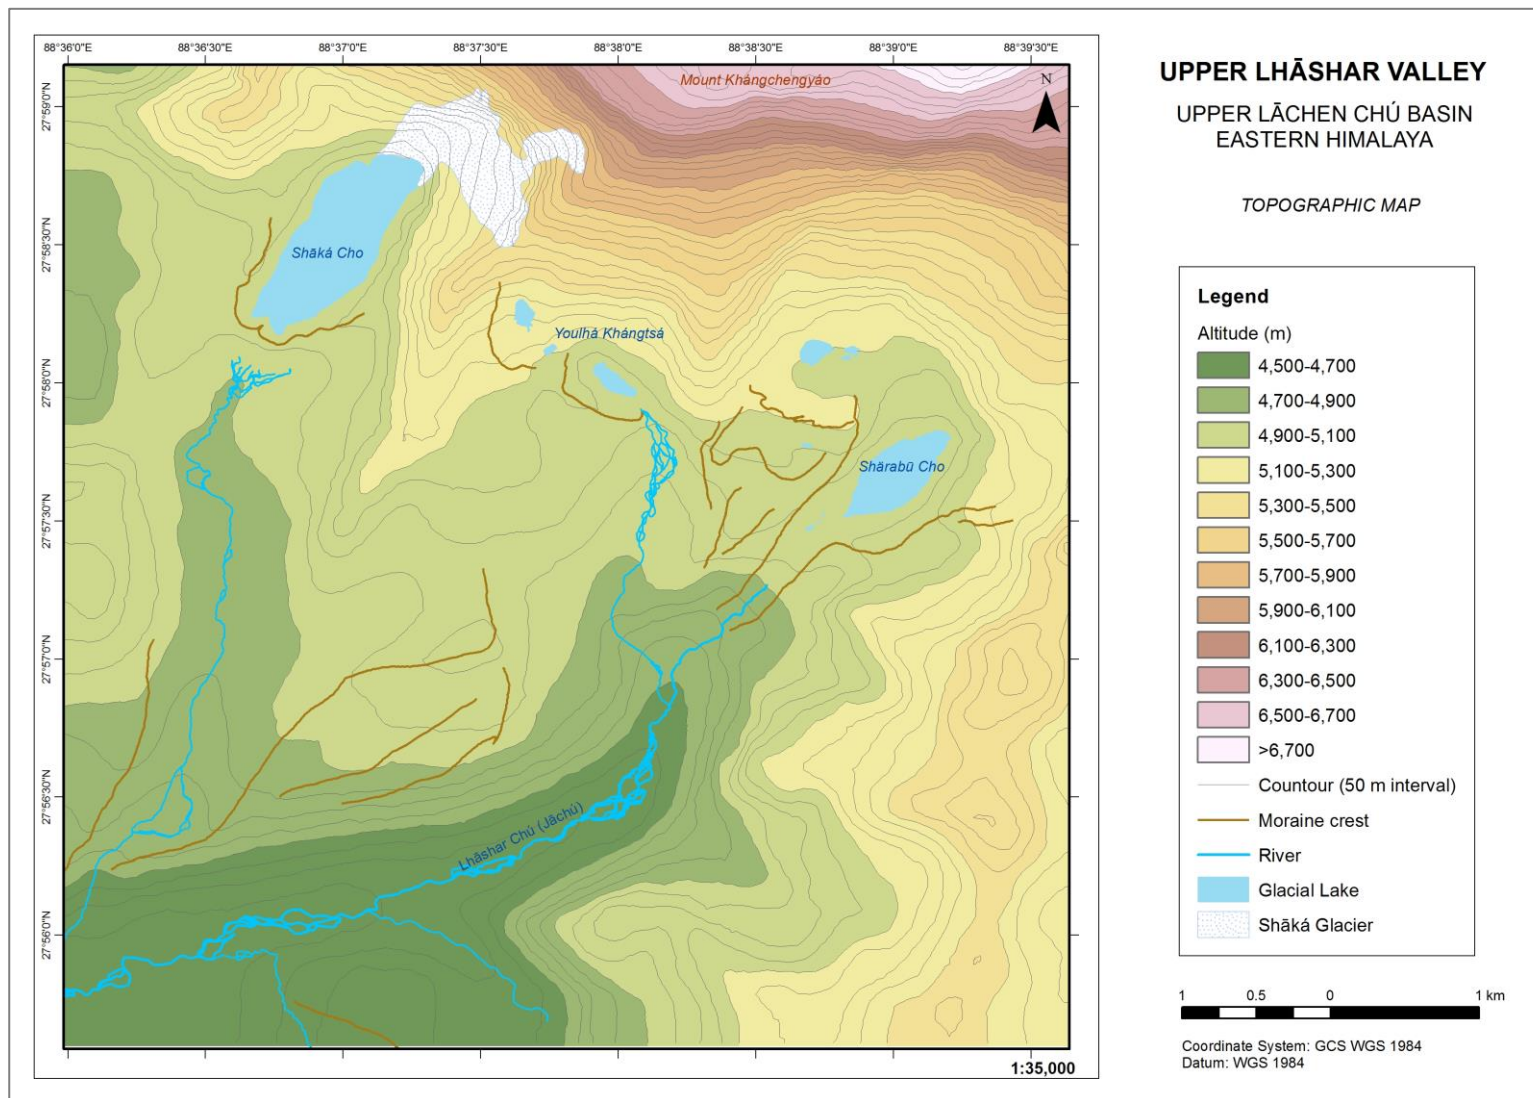 88°36'0"E 88°36'30"E 88°37'0"E 88°37'30"E 88°38'0"E 88°38'30"E 88°39'0"E 88°39'30"E
27°59'0"N
27°58'30"N
27°58'0"N
27°57'30"N
27°57'0"N
27°56'30"N
27°56'0"N
Mount Khángchengyáo
N
Shāká Cho
Youlhá Khángtsá
Shärabū Cho
Lhāshar Chú (Jāchú)
1:35,000
UPPER LHĀSHAR VALLEY
UPPER LĀCHEN CHÚ BASIN
EASTERN HIMALAYA
TOPOGRAPHIC MAP
Legend
Altitude (m)
4,500-4,700
4,700-4,900
4,900-5,100
5,100-5,300
5,300-5,500
5,500-5,700
5,700-5,900
5,900-6,100
6,100-6,300
6,300-6,500
6,500-6,700
>6,700
Countour (50 m interval)
Moraine crest
River
Glacial Lake
Shāká Glacier
1 0.5 0 1 km
Coordinate System: GCS WGS 1984
Datum: WGS 1984